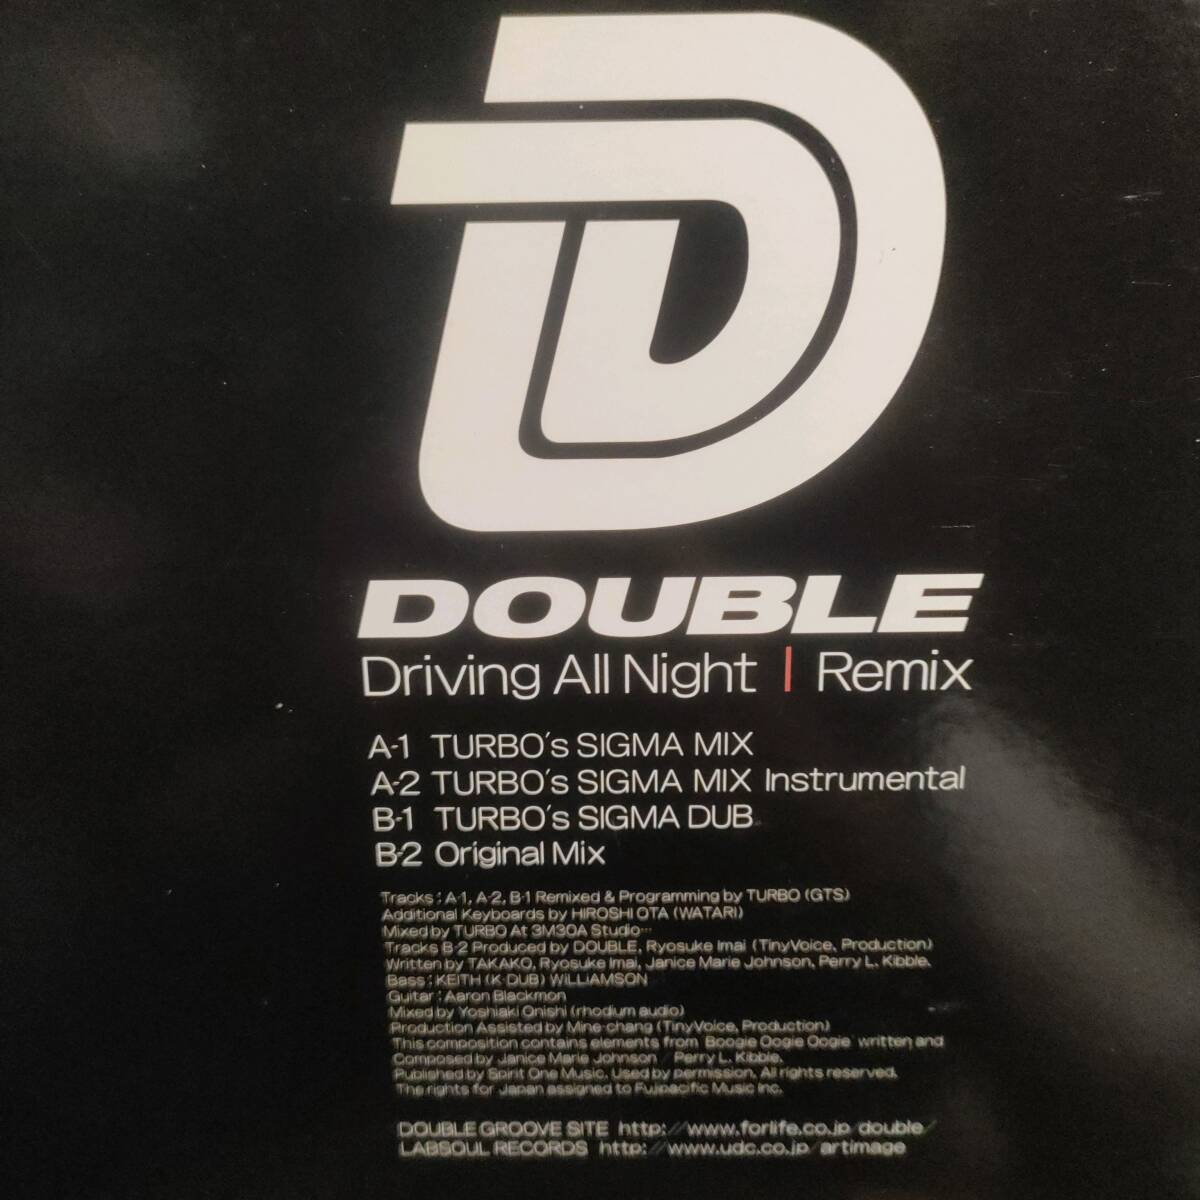 D
DOUBLE
Driving All Night | Remix
A-1 TURBO's SIGMA MIX
A-2 TURBO's SIGMA MIX Instrumental
B-1 TURBO's SIGMA DUB
B-2 Original Mix
Tracks : A-1, A-2, B-1 Remixed & Programming by TURBO (GTS)
Additional Keyboards by HIROSHI OTA (WATARI)
Mixed by TURBO At 3M30A Studio…
Tracks B-2 Produced by DOUBLE, Ryosuke Imai (TinyVoice, Production)
Written by TAKAKO, Ryosuke Imai, Janice Marie Johnson, Perry L. Kibble.
Bass : KEITH (K-DUB) WILLIAMSON
Guitar : Aaron Blackmon
Mixed by Yoshiaki Onishi (rhodium audio)
Production Assisted by Mine-chang (TinyVoice, Production)
This composition contains elements from Boogie Oogie Oogie written and
Composed by Janice Marie Johnson / Perry L. Kibble.
Published by Spirit One Music. Used by permission. All rights reserved.
The rights for Japan assigned to Fujipacific Music Inc.
DOUBLE GROOVE SITE http://www.forlife.co.jp/double/
LABSOUL RECORDS http://www.udc.co.jp/artimage